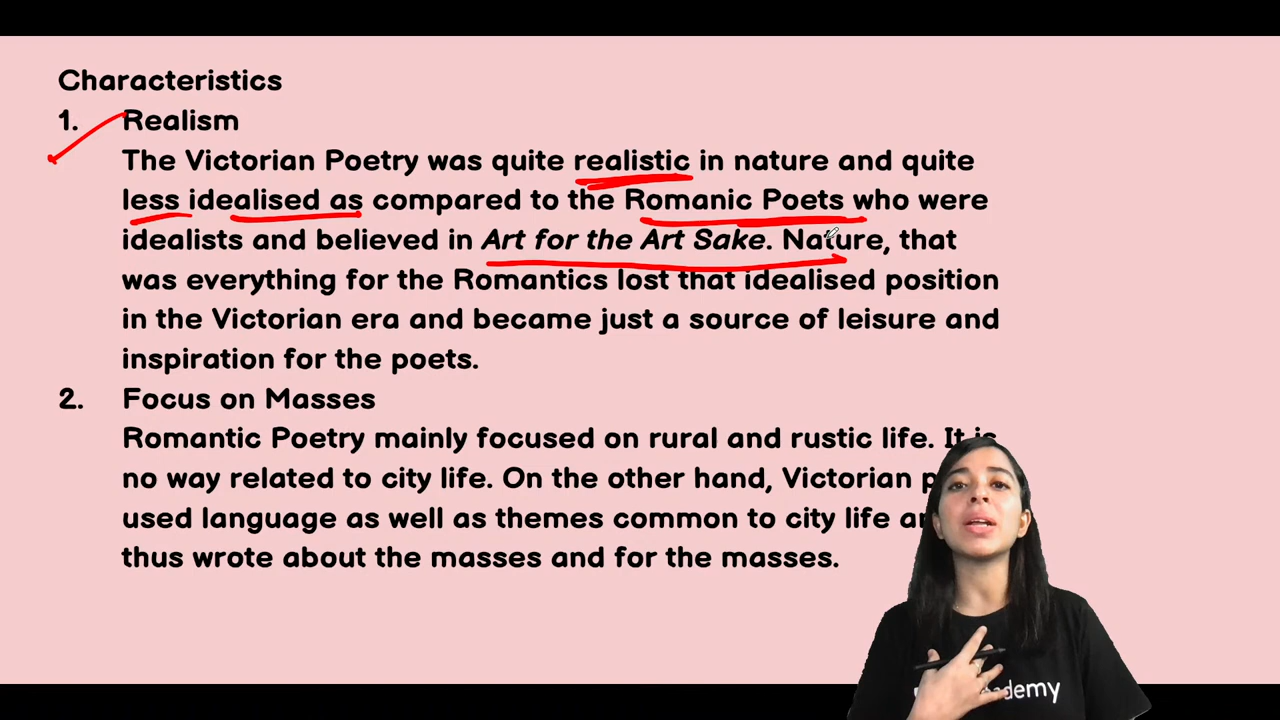 Characteristics
1. Realism
The Victorian Poetry was quite realistic in nature and quite
less idealised as compared to the Romanic Poets who were
idealists and believed in Art for the Art Sake. Nature, that
was everything for the Romantics lost that idealised position
in the Victorian era and became just a source of leisure and
inspiration for the poets.
2. Focus on Masses
Romantic Poetry mainly focused on rural and rustic life. It is
no way related to city life. On the other hand, Victorian
used language as well as themes common to city life
thus wrote about the masses and for the masses.